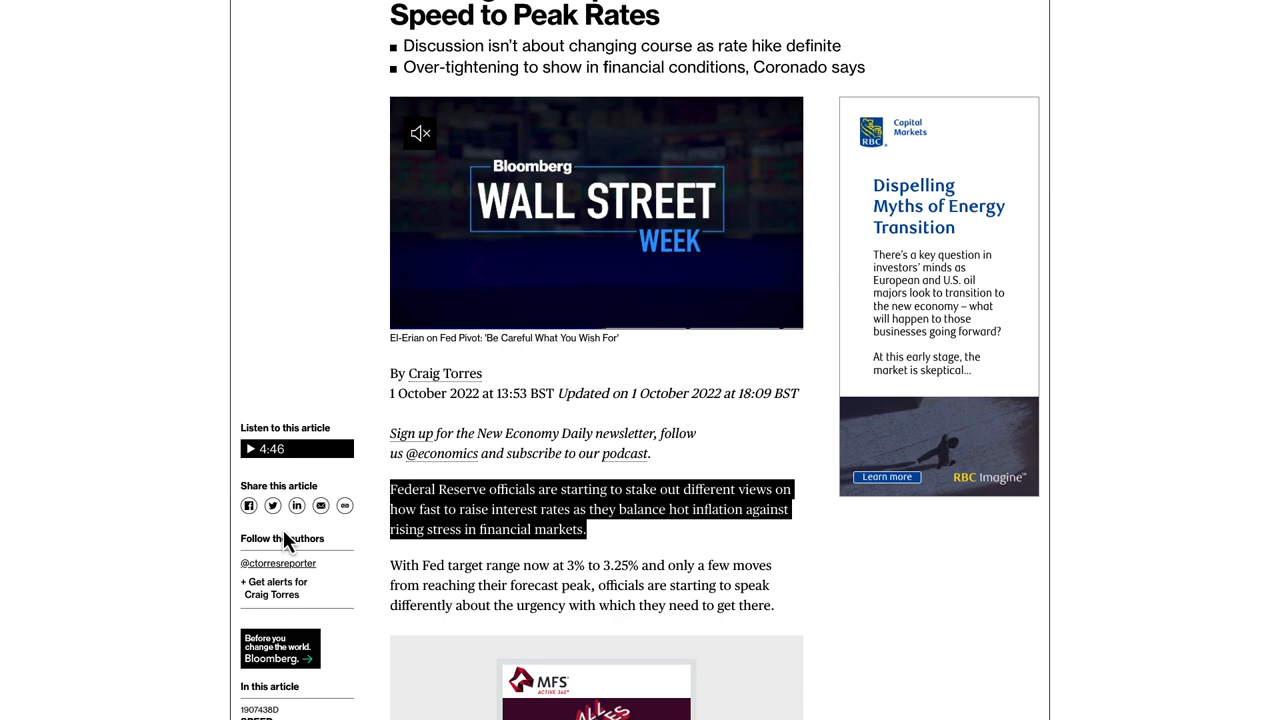 Speed to Peak Rates
Discussion isn't about changing course as rate hike definite
Over-tightening to show in financial conditions, Coronado says
Bloomberg
WALL STREET
WEEK
El-Erian on Fed Pivot: 'Be Careful What You Wish For'
By Craig Torres
1 October 2022 at 13:53 BST Updated on 1 October 2022 at 18:09 BST
Sign up for the New Economy Daily newsletter, follow
us @economics and subscribe to our podcast.
Federal Reserve officials are starting to stake out different views on
how fast to raise interest rates as they balance hot inflation against
rising stress in financial markets.
With Fed target range now at 3% to 3.25% and only a few moves
from reaching their forecast peak, officials are starting to speak
differently about the urgency with which they need to get there.
MFS®
ACTIVE 360°
ALL
Listen to this article
4:46
Share this article
Follow the authors
@ctorresreporter
+ Get alerts for
Craig Torres
Before you
change the world.
Bloomberg. →
In this article
1907438D
SPEED
RBC®
Capital
Markets
Dispelling
Myths of Energy
Transition
There's a key question in
investors' minds as
European and U.S. oil
majors look to transition to
the new economy – what
will happen to those
businesses going forward?
At this early stage, the
market is skeptical...
Learn more
RBC Imagine™